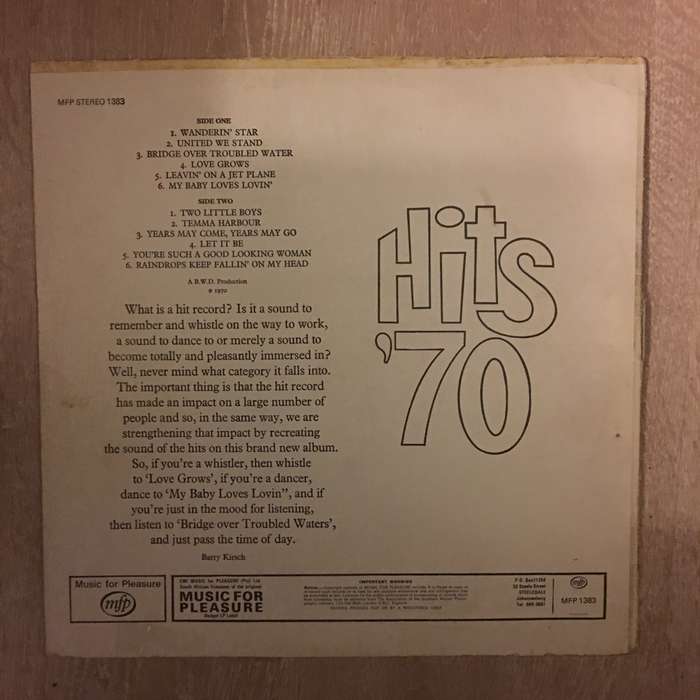 MFP STEREO 1383
SIDE ONE
1. WANDERIN' STAR
2. UNITED WE STAND
3. BRIDGE OVER TROUBLED WATER
4. LOVE GROWS
5. LEAVIN' ON A JET PLANE
6. MY BABY LOVES LOVIN'
SIDE TWO
1. TWO LITTLE BOYS
2. TEMMA HARBOUR
3. YEARS MAY COME, YEARS MAY GO
4. LET IT BE
5. YOU'RE SUCH A GOOD LOOKING WOMAN
6. RAINDROPS KEEP FALLIN' ON MY HEAD
A B.W.D. Production
℗ 1970
What is a hit record? Is it a sound to
remember and whistle on the way to work,
a sound to dance to or merely a sound to
become totally and pleasantly immersed in?
Well, never mind what category it falls into.
The important thing is that the hit record
has made an impact on a large number of
people and so, in the same way, we are
strengthening that impact by recreating
the sound of the hits on this brand new album.
So, if you're a whistler, then whistle
to 'Love Grows', if you're a dancer,
dance to 'My Baby Loves Lovin'', and if
you're just in the mood for listening,
then listen to 'Bridge over Troubled Waters',
and just pass the time of day.
Barry Kirsch
Hits
'70
Music for Pleasure
mfp
EMI MUSIC for PLEASURE (Pty) Ltd
MUSIC FOR
PLEASURE
IMPORTANT WARNING
STEELEDALE
Johannesburg
mfp
MFP 1383